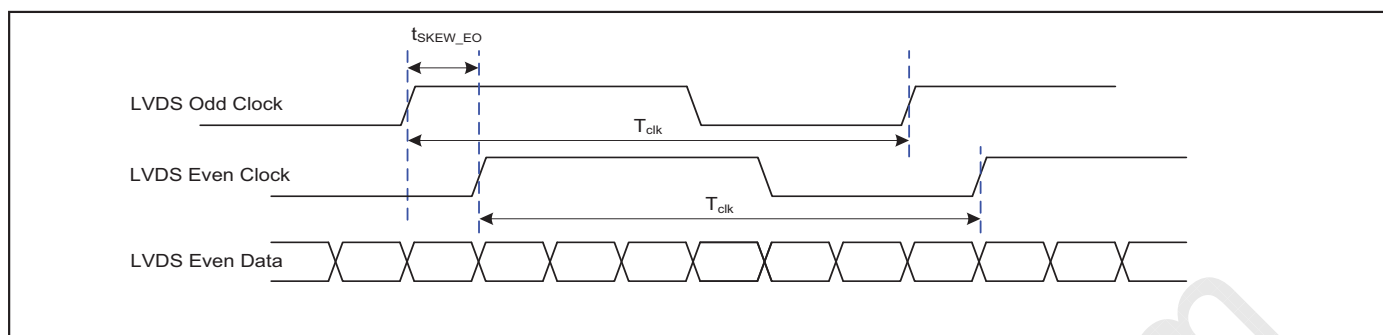 tSKEW_EO
LVDS Odd Clock
Tclk
LVDS Even Clock
Tclk
LVDS Even Data